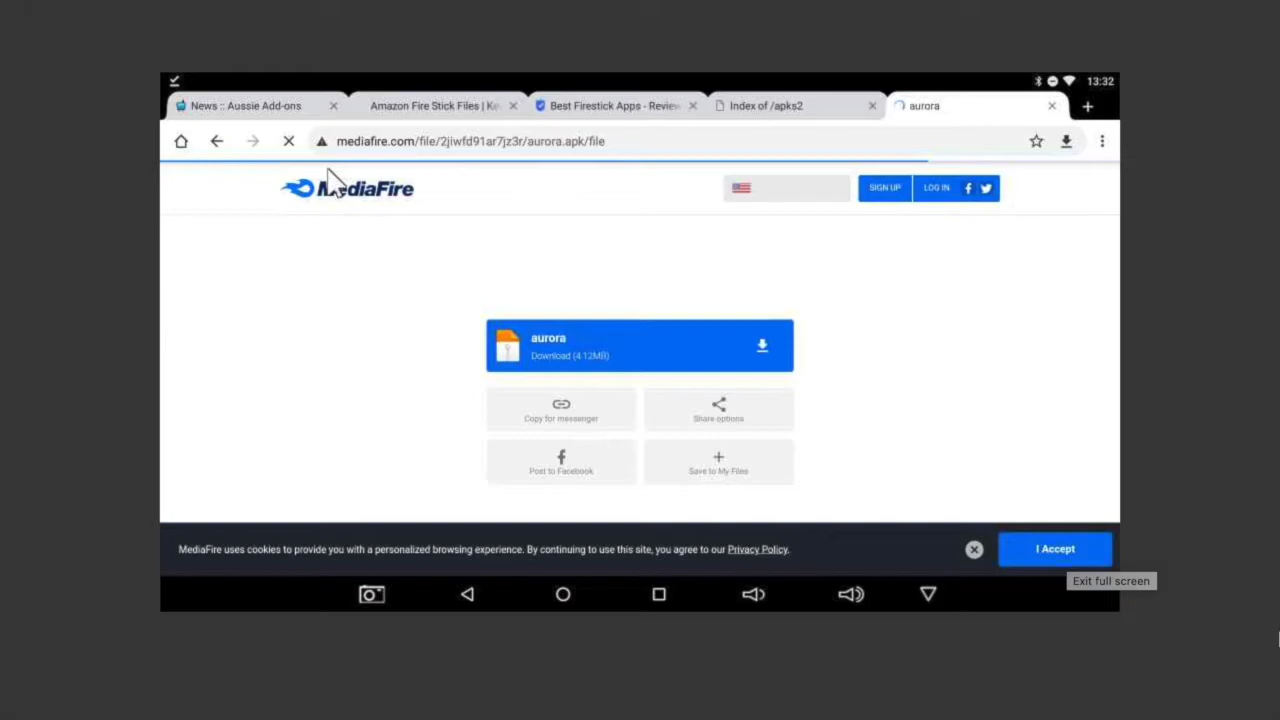 13:32
News :: Aussie Add-ons
Amazon Fire Stick Files | Ke
Best Firestick Apps - Review
Index of /apks2
aurora
mediafire.com/file/2jiwfd91ar7jz3r/aurora.apk/file
MediaFire
SIGN UP
LOG IN
aurora
Download (4.12MB)
Copy for messenger
Share options
Post to Facebook
Save to My Files
MediaFire uses cookies to provide you with a personalized browsing experience. By continuing to use this site, you agree to our Privacy Policy.
I Accept
Exit full screen